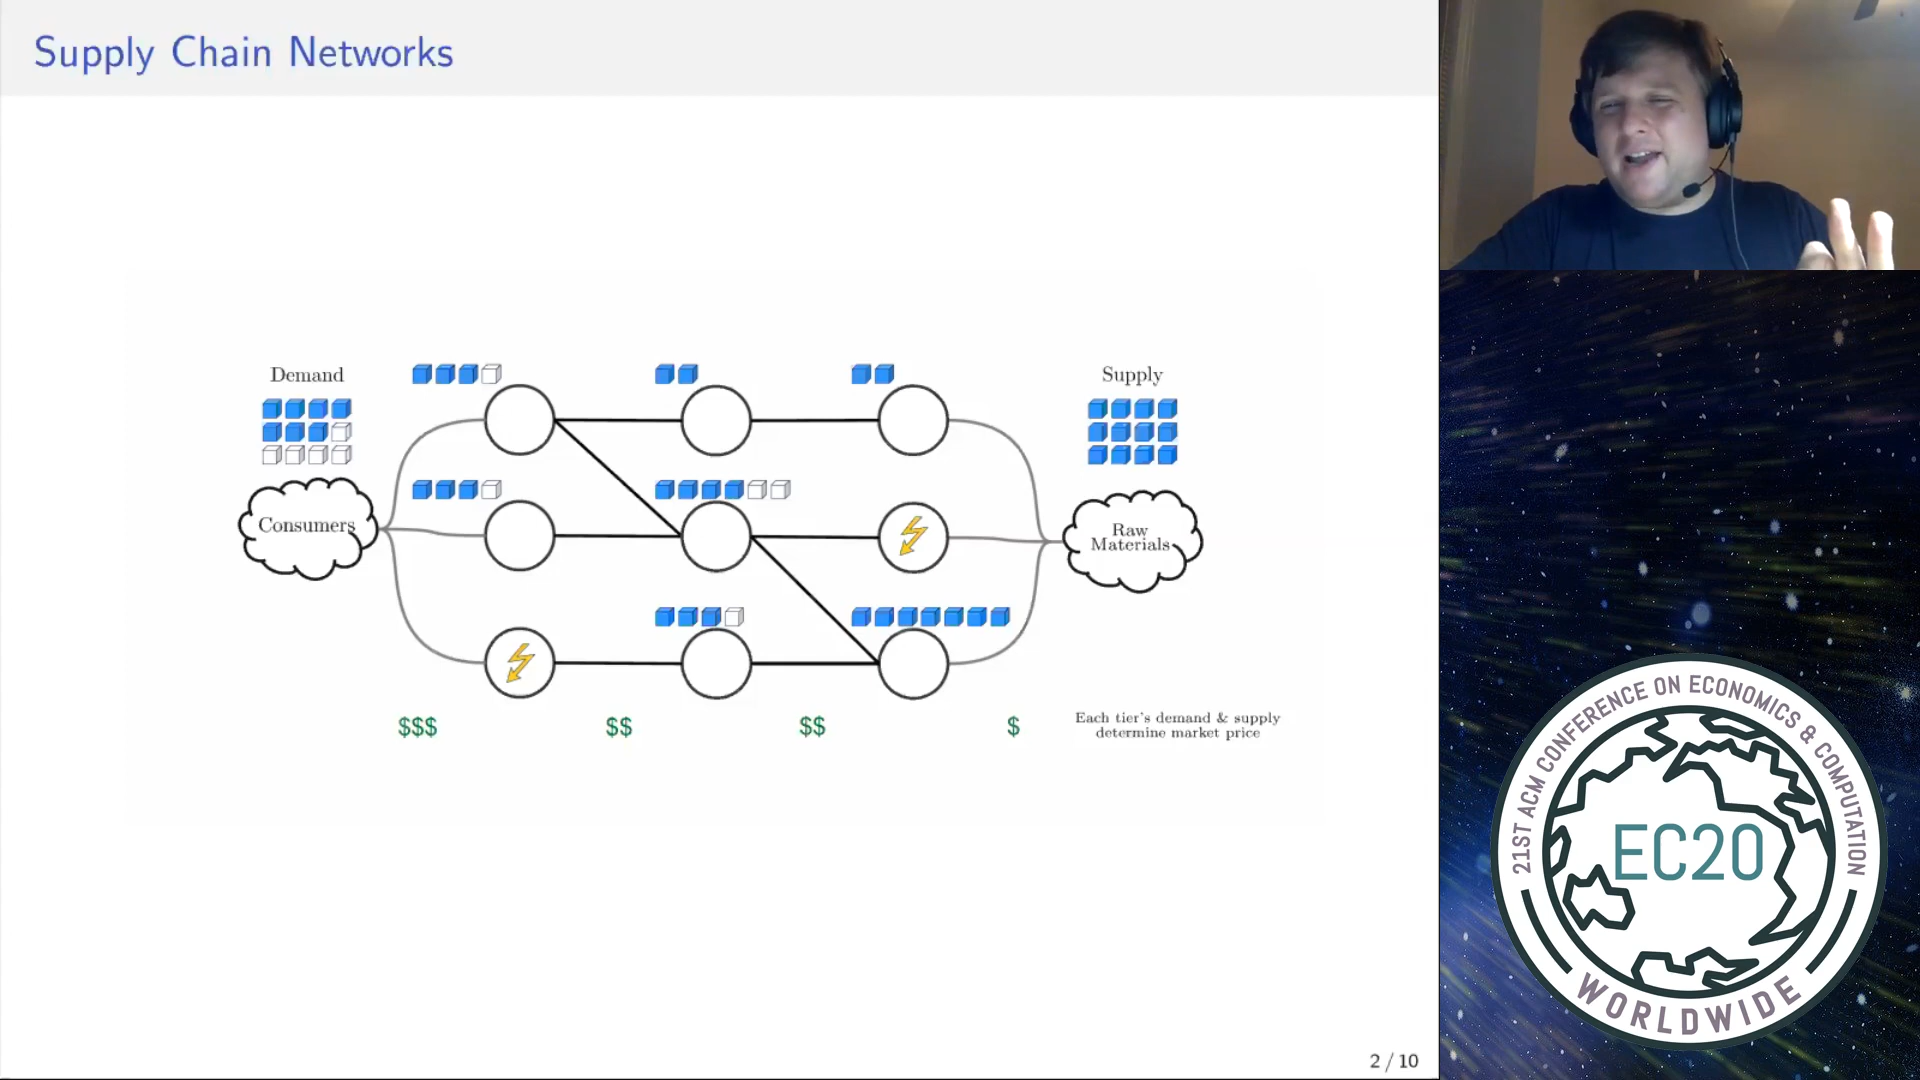 Supply Chain Networks
Demand
Supply
Consumers
Raw
Materials
$$$
$$
$$
$
Each tier's demand & supply
determine market price
2 / 10
21ST ACM CONFERENCE ON ECONOMICS & COMPUTATION
EC20
WORLDWIDE